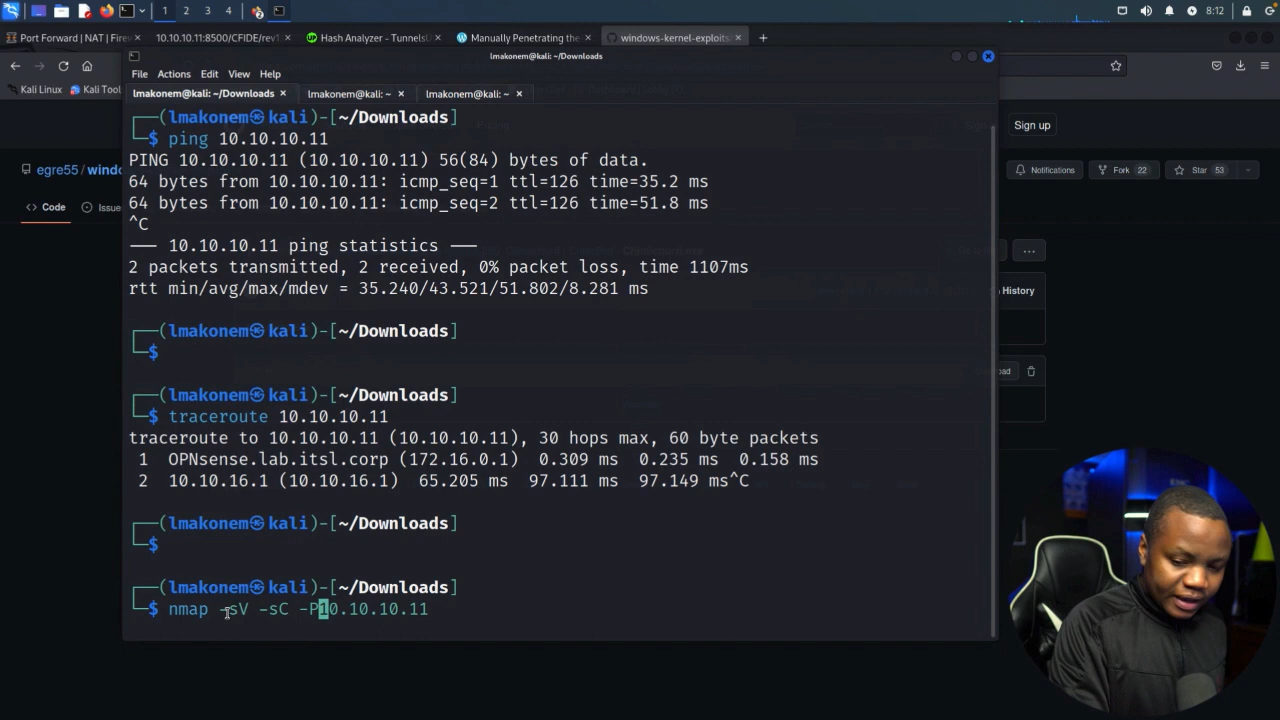 1 2 3 4 8:12
Port Forward | NAT | Firew 10.10.10.11:8500/CFIDE/rev1 Hash Analyzer - TunnelsU Manually Penetrating the windows-kernel-exploits
lmakonem@kali: ~/Downloads
File Actions Edit View Help
Kali Linux Kali Tool
lmakonem@kali: ~/Downloads lmakonem@kali: ~ lmakonem@kali: ~
┌──(lmakonem㉿kali)-[~/Downloads]
└─$ ping 10.10.10.11
Sign up
PING 10.10.10.11 (10.10.10.11) 56(84) bytes of data.
egre55/windo Notifications Fork 22 Star 53
64 bytes from 10.10.10.11: icmp_seq=1 ttl=126 time=35.2 ms
64 bytes from 10.10.10.11: icmp_seq=2 ttl=126 time=51.8 ms
Code Issue
^C
── 10.10.10.11 ping statistics ──
2 packets transmitted, 2 received, 0% packet loss, time 1107ms
rtt min/avg/max/mdev = 35.240/43.521/51.802/8.281 ms
History
┌──(lmakonem㉿kali)-[~/Downloads]
└─$
┌──(lmakonem㉿kali)-[~/Downloads]
└─$ traceroute 10.10.10.11
traceroute to 10.10.10.11 (10.10.10.11), 30 hops max, 60 byte packets
1 OPNsense.lab.itsl.corp (172.16.0.1) 0.309 ms 0.235 ms 0.158 ms
2 10.10.16.1 (10.10.16.1) 65.205 ms 97.111 ms 97.149 ms^C
┌──(lmakonem㉿kali)-[~/Downloads]
└─$
┌──(lmakonem㉿kali)-[~/Downloads]
└─$ nmap -sV -sC -P10.10.10.11